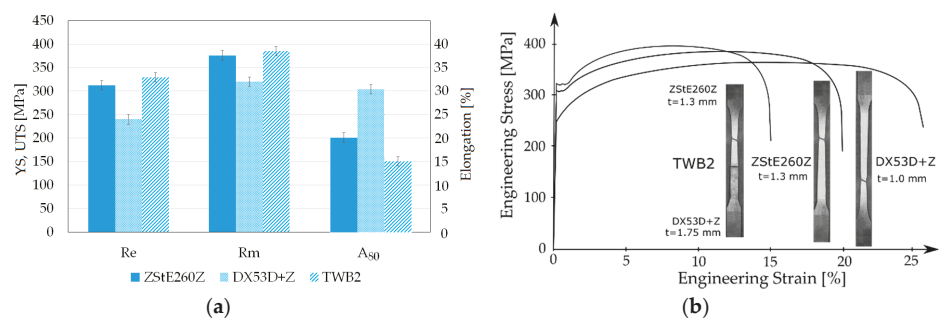 450
400
350
300
250
200
150
100
50
0
YS, UTS [MPa]
40
35
30
25
20
15
10
5
0
Elongation [%]
Re Rm A80
ZStE260Z DX53D+Z TWB2
(a)
Engineering Stress [MPa]
400
300
200
100
0
ZStE260Z
t=1.3 mm
TWB2
DX53D+Z
t=1.75 mm
ZStE260Z
t=1.3 mm
DX53D+Z
t=1.0 mm
0 5 10 15 20 25
Engineering Strain [%]
(b)